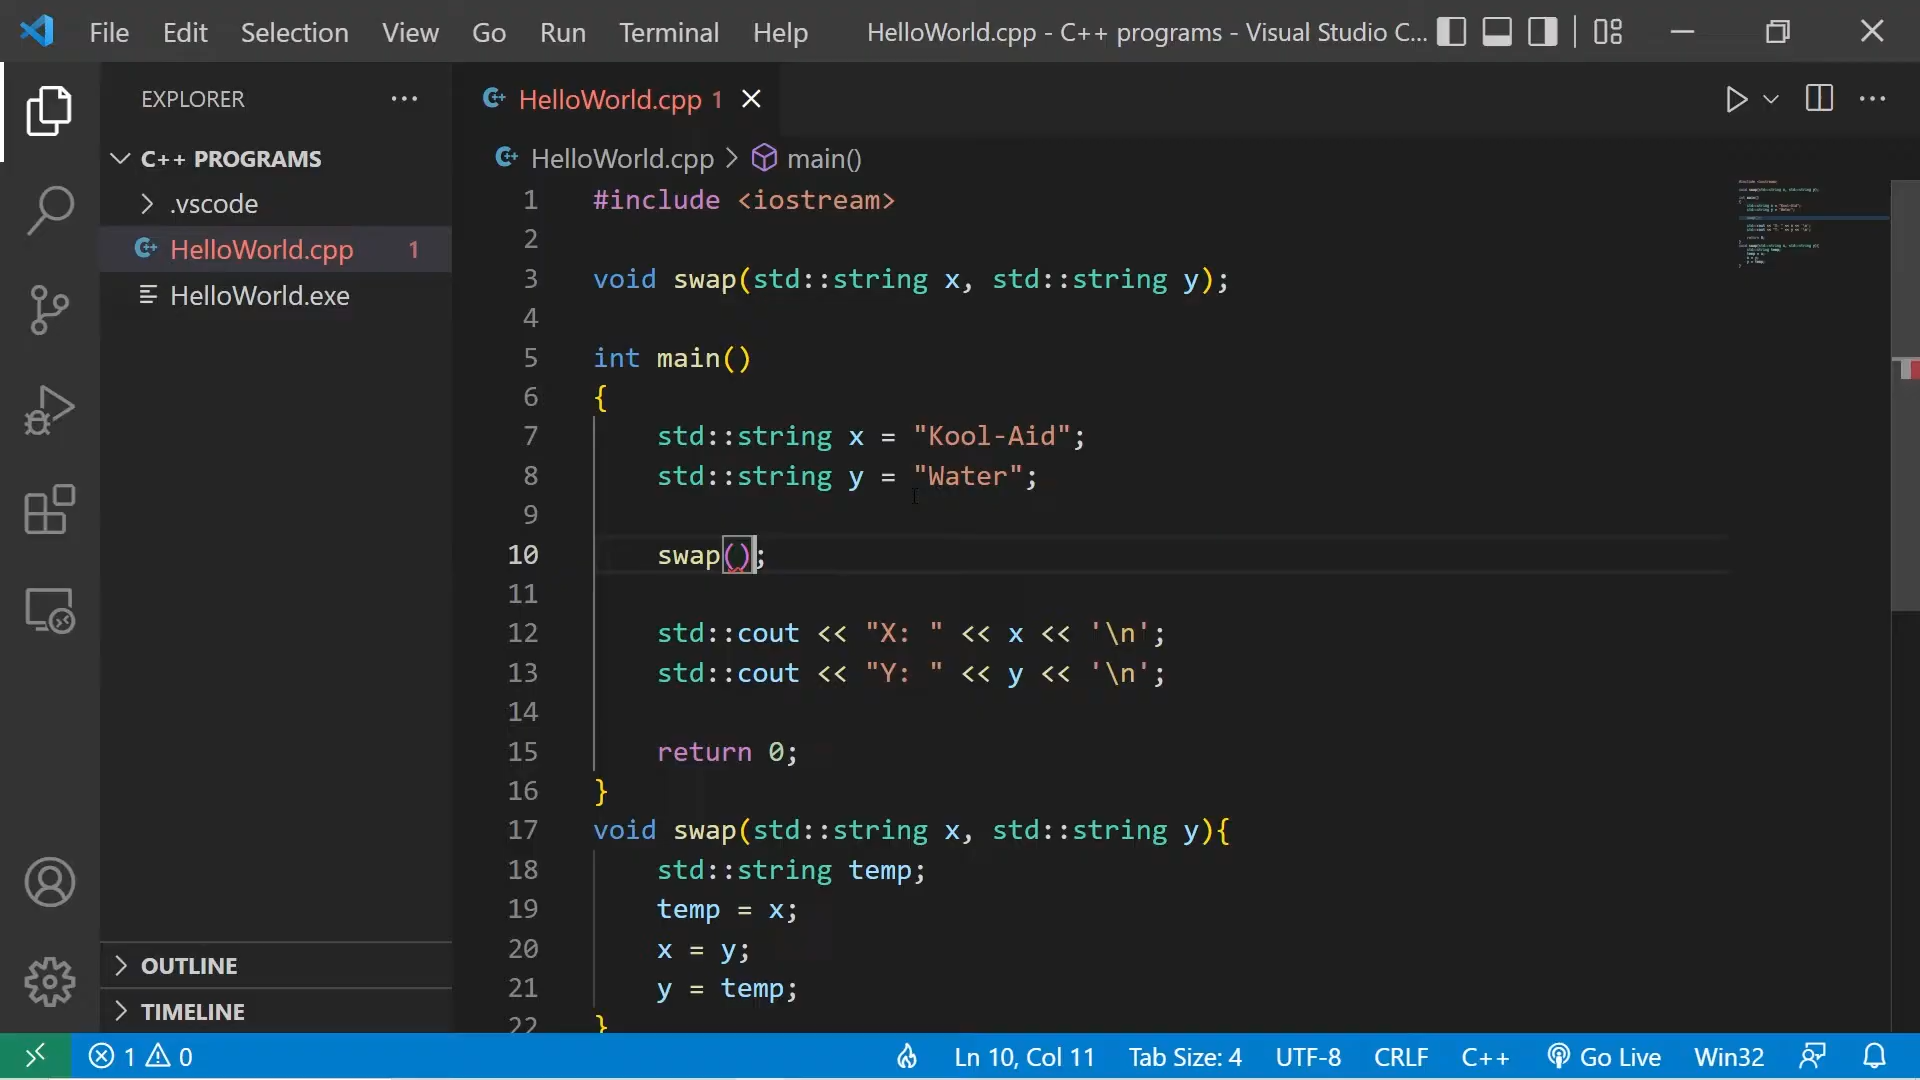 File Edit Selection View Go Run Terminal Help HelloWorld.cpp - C++ programs - Visual Studio C...
EXPLORER
C++ PROGRAMS
.vscode
HelloWorld.cpp 1
HelloWorld.exe
OUTLINE
TIMELINE
HelloWorld.cpp 1
HelloWorld.cpp > main()
1 #include <iostream>
2
3 void swap(std::string x, std::string y);
4
5 int main()
6 {
7 std::string x = "Kool-Aid";
8 std::string y = "Water";
9
10 swap();
11
12 std::cout << "X: " << x << '\n';
13 std::cout << "Y: " << y << '\n';
14
15 return 0;
16 }
17 void swap(std::string x, std::string y){
18 std::string temp;
19 temp = x;
20 x = y;
21 y = temp;
22 }
1 0 Ln 10, Col 11 Tab Size: 4 UTF-8 CRLF C++ Go Live Win32